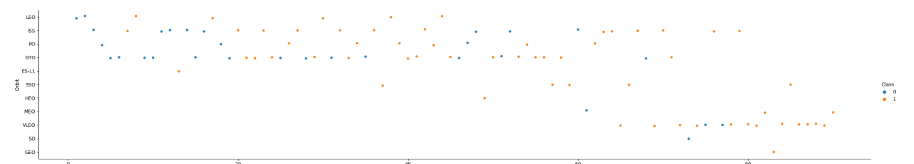 LEO
ISS
PO
GTO
ES-L1
SSO
HEO
MEO
VLEO
SO
GEO
Orbit
Class
0
1